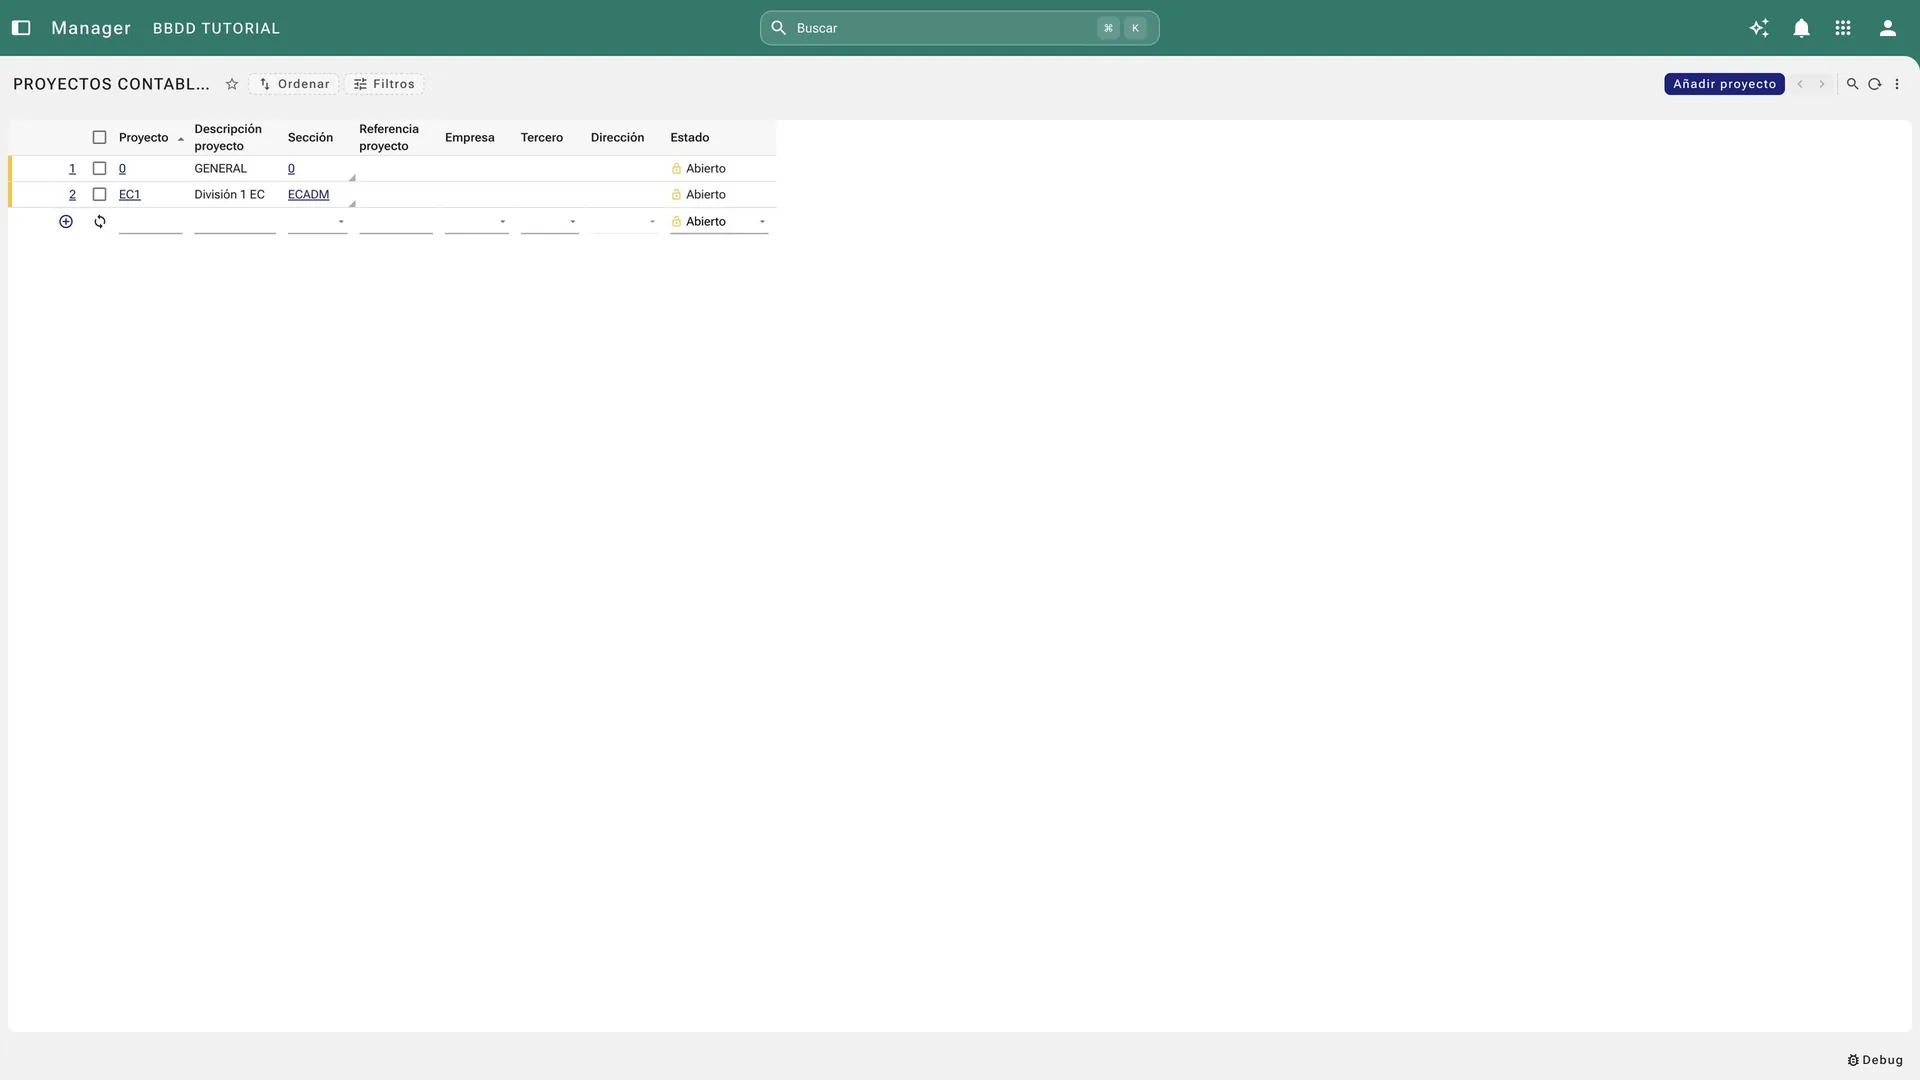 Manager BBDD TUTORIAL Buscar ⌘ K
PROYECTOS CONTABL... Ordenar Filtros Añadir proyecto
Proyecto Descripción proyecto Sección Referencia proyecto Empresa Tercero Dirección Estado
1 0 GENERAL 0 Abierto
2 EC1 División 1 EC ECADM Abierto
Abierto
Debug